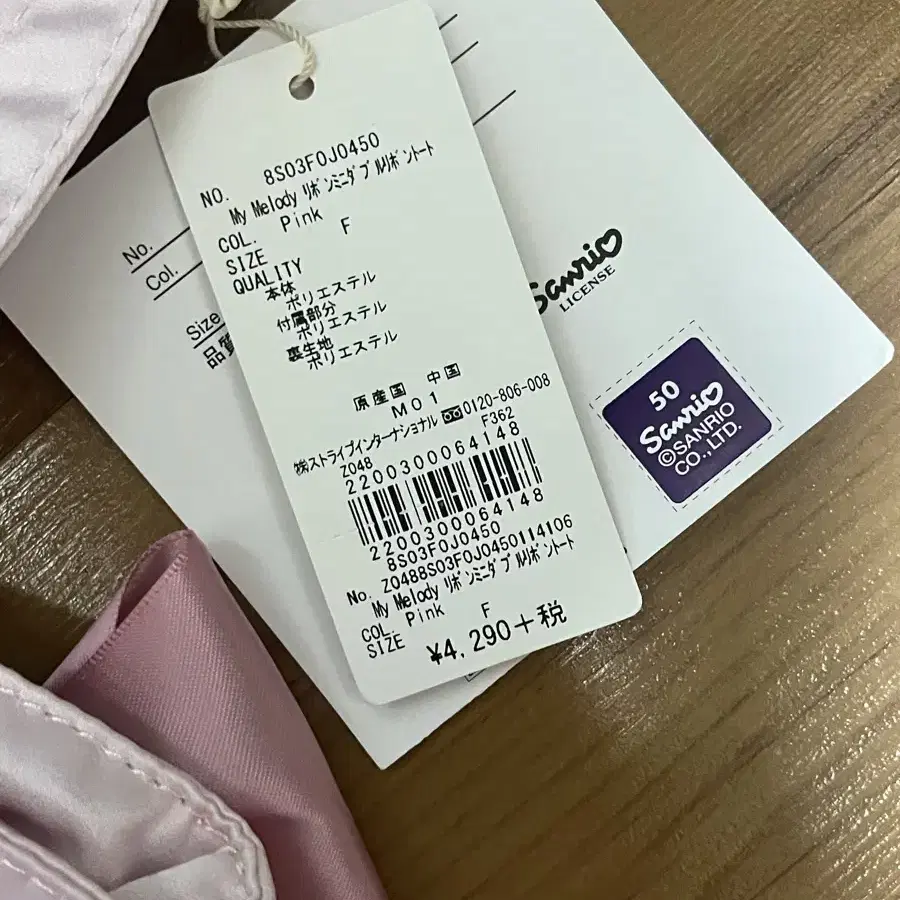 NO. 8S03F0J0450
My Melody ﾘﾎﾞﾝﾐﾆﾀﾞﾌﾞﾙﾘﾎﾞﾝﾄｰﾄ
COL. Pink
SIZE F
QUALITY
本体
ポリエステル
付属部分
ポリエステル
裏生地
ポリエステル
原産国 中国
M01
㈱ストライプインターナショナル 0120-806-008
Z048 F362
2200300064148
2200300064148
8S03F0J0450
No. Z0488S03F0J0450114106
My Melody ﾘﾎﾞﾝﾐﾆﾀﾞﾌﾞﾙﾘﾎﾞﾝﾄｰﾄ
COL. Pink
SIZE F
¥4,290+税
No.
Col.
Size
品質
Sanrio
LICENSE
50
Sanrio
©SANRIO
CO.,LTD.